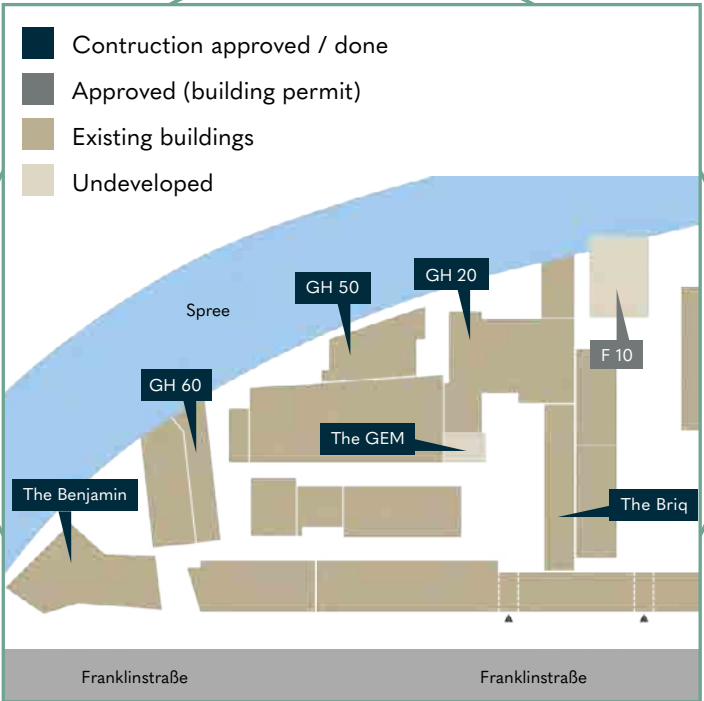 Contruction approved / done
Approved (building permit)
Existing buildings
Undeveloped
Spree
GH 50
GH 20
F 10
GH 60
The GEM
The Benjamin
The Briq
Franklinstraße
Franklinstraße